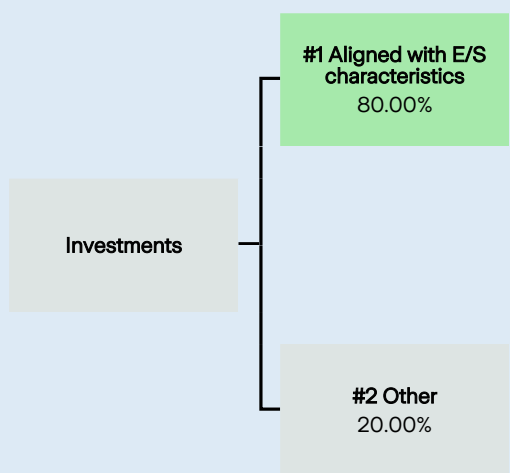 #1 Aligned with E/S
characteristics
80.00%
Investments
#2 Other
20.00%